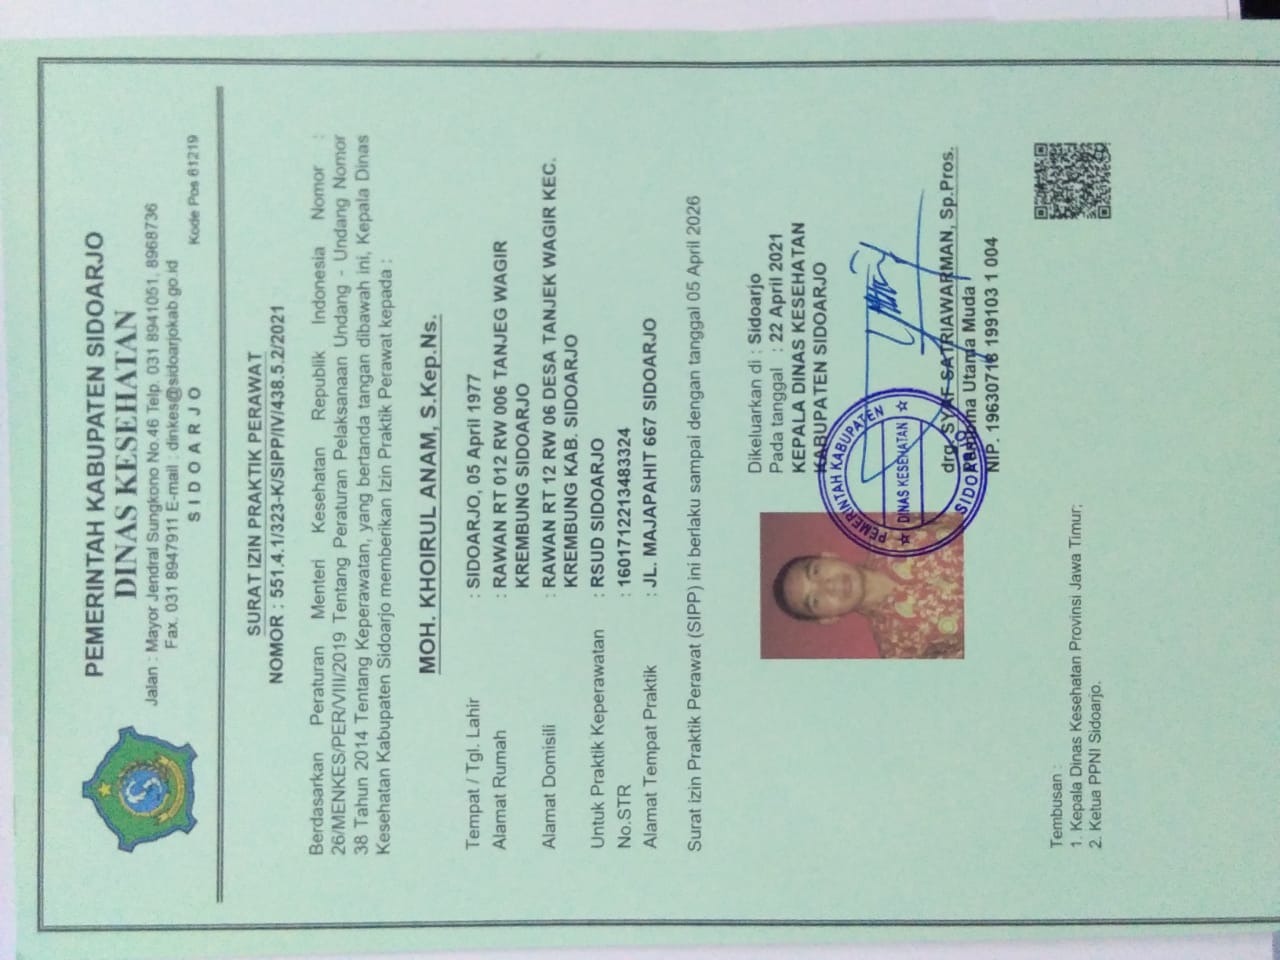 PEMERINTAH KABUPATEN SIDOARJO
DINAS KESEHATAN
Jalan : Mayor Jendral Sungkono No.46 Telp. 031 8941051, 8968736
Fax. 031 8947911 E-mail : dinkes@sidoarjokab.go.id
S I D O A R J O
Kode Pos 61219
SURAT IZIN PRAKTIK PERAWAT
NOMOR : 551.4.1/323-K/SIPP/IV/438.5.2/2021
Berdasarkan Peraturan Menteri Kesehatan Republik Indonesia Nomor :
26/MENKES/PER/VIII/2019 Tentang Peraturan Pelaksanaan Undang - Undang Nomor
38 Tahun 2014 Tentang Keperawatan, yang bertanda tangan dibawah ini, Kepala Dinas
Kesehatan Kabupaten Sidoarjo memberikan Izin Praktik Perawat kepada :
MOH. KHOIRUL ANAM, S.Kep.Ns.
Tempat / Tgl. Lahir : SIDOARJO, 05 April 1977
Alamat Rumah : RAWAN RT 012 RW 006 TANJEG WAGIR
KREMBUNG SIDOARJO
Alamat Domisili : RAWAN RT 12 RW 06 DESA TANJEK WAGIR KEC.
KREMBUNG KAB. SIDOARJO
Untuk Praktik Keperawatan : RSUD SIDOARJO
No.STR : 1601712213483324
Alamat Tempat Praktik : JL. MAJAPAHIT 667 SIDOARJO
Surat izin Praktik Perawat (SIPP) ini berlaku sampai dengan tanggal 05 April 2026
Dikeluarkan di : Sidoarjo
Pada tanggal : 22 April 2021
KEPALA DINAS KESEHATAN
KABUPATEN SIDOARJO
PEMERINTAH KABUPATEN
DINAS KESEHATAN
SIDOARJO
drg. SYAF SATRIAWARMAN, Sp.Pros.
Pembina Utama Muda
NIP. 19630718 199103 1 004
Tembusan :
1. Kepala Dinas Kesehatan Provinsi Jawa Timur;
2. Ketua PPNI Sidoarjo.